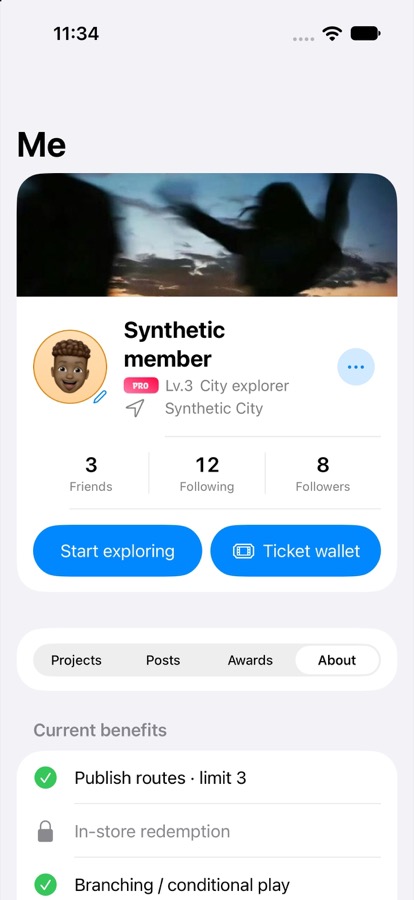 11:34
Me
Synthetic
member
PRO Lv.3 City explorer
Synthetic City
3 12 8
Friends Following Followers
Start exploring Ticket wallet
Projects Posts Awards About
Current benefits
Publish routes · limit 3
In-store redemption
Branching / conditional play